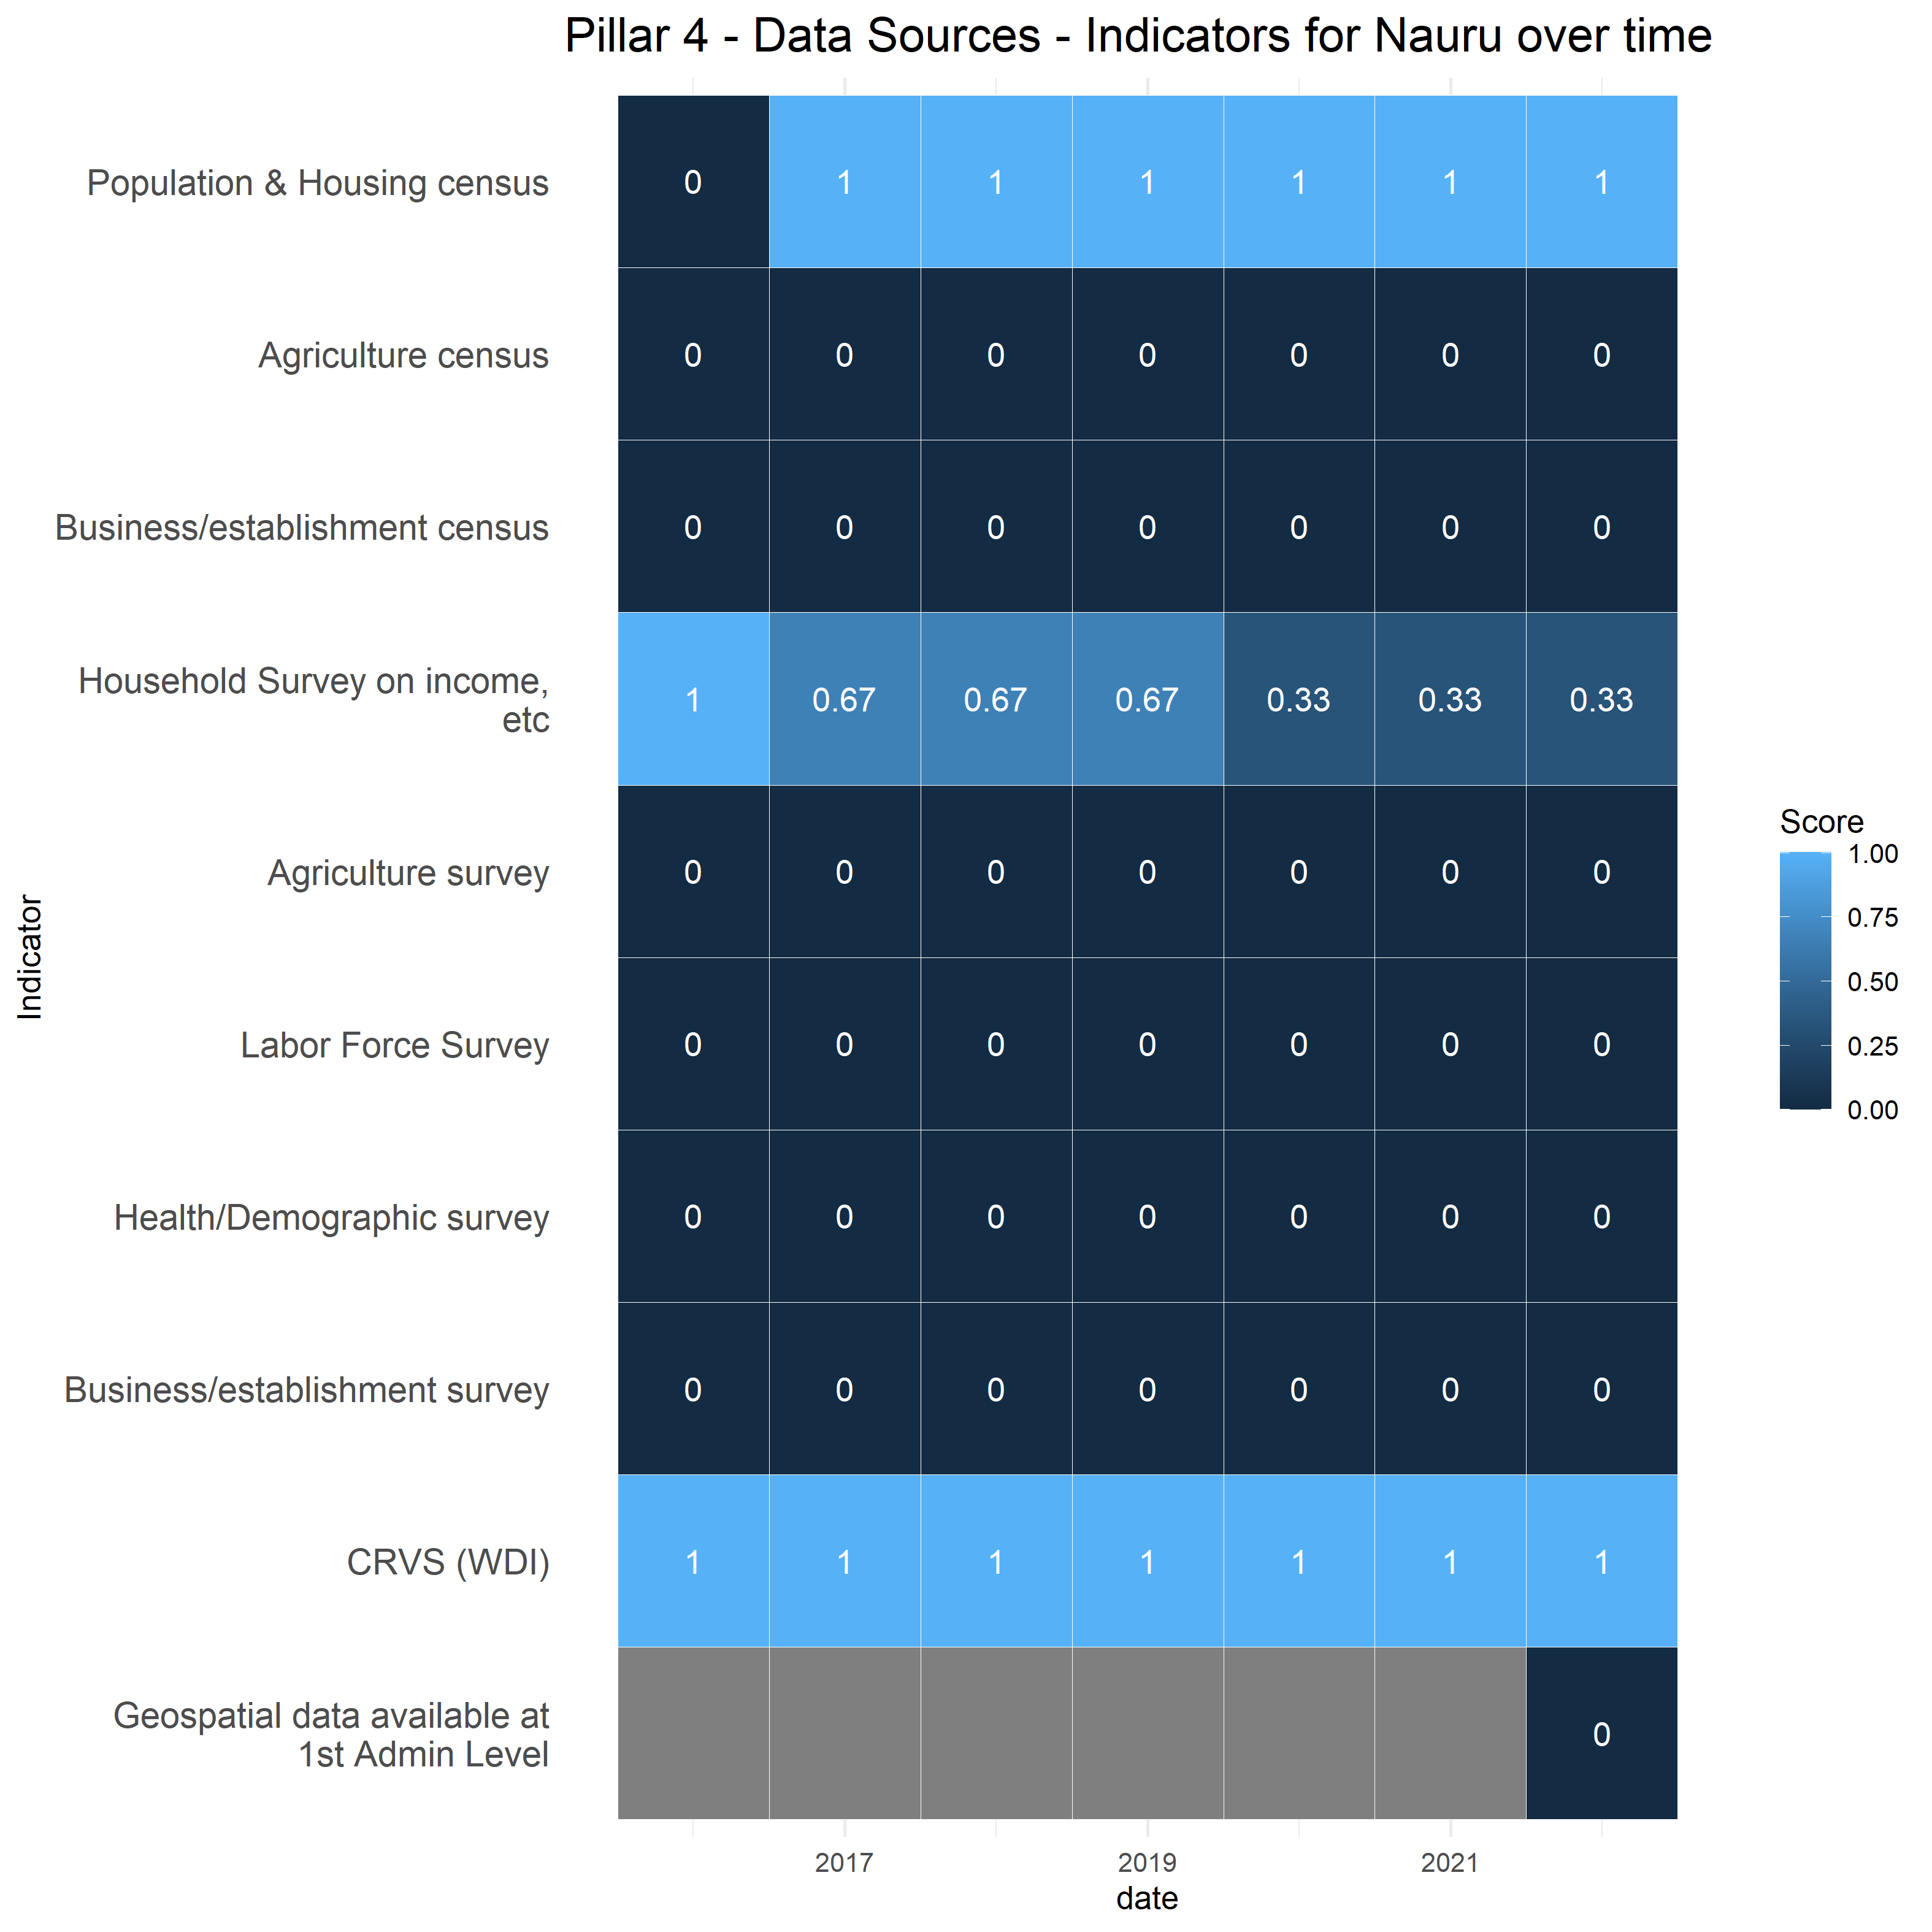 Pillar 4 - Data Sources - Indicators for Nauru over time
Population & Housing census
0 1 1 1 1 1 1
Agriculture census
0 0 0 0 0 0 0
Business/establishment census
0 0 0 0 0 0 0
Household Survey on income,
etc
1 0.67 0.67 0.67 0.33 0.33 0.33
Agriculture survey
0 0 0 0 0 0 0
Labor Force Survey
0 0 0 0 0 0 0
Health/Demographic survey
0 0 0 0 0 0 0
Business/establishment survey
0 0 0 0 0 0 0
CRVS (WDI)
1 1 1 1 1 1 1
Geospatial data available at
1st Admin Level
0
2017 2019 2021
date
Indicator
Score
1.00
0.75
0.50
0.25
0.00